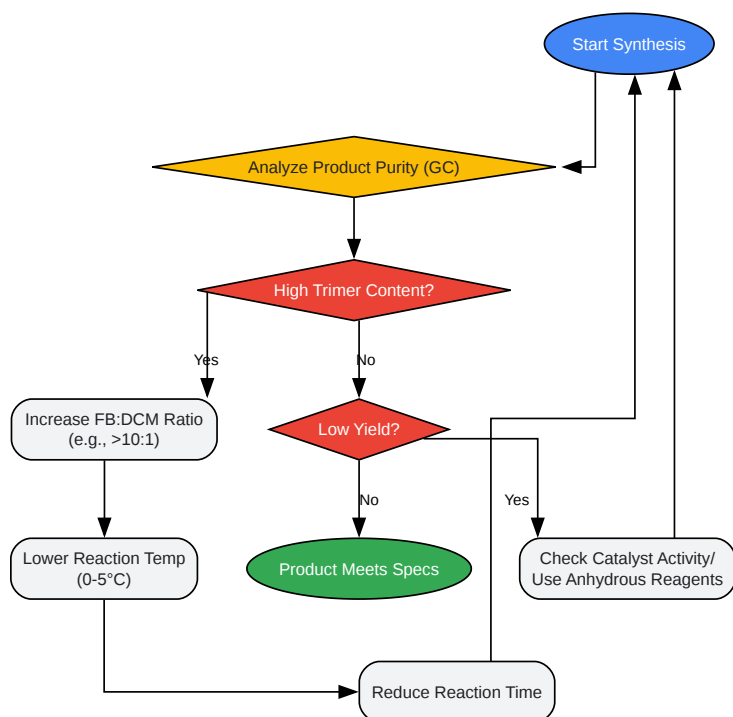 Start Synthesis
Analyze Product Purity (GC)
High Trimer Content?
Yes
No
Increase FB:DCM Ratio
(e.g., >10:1)
Low Yield?
No
Yes
Lower Reaction Temp
(0-5°C)
Product Meets Specs
Check Catalyst Activity/
Use Anhydrous Reagents
Reduce Reaction Time